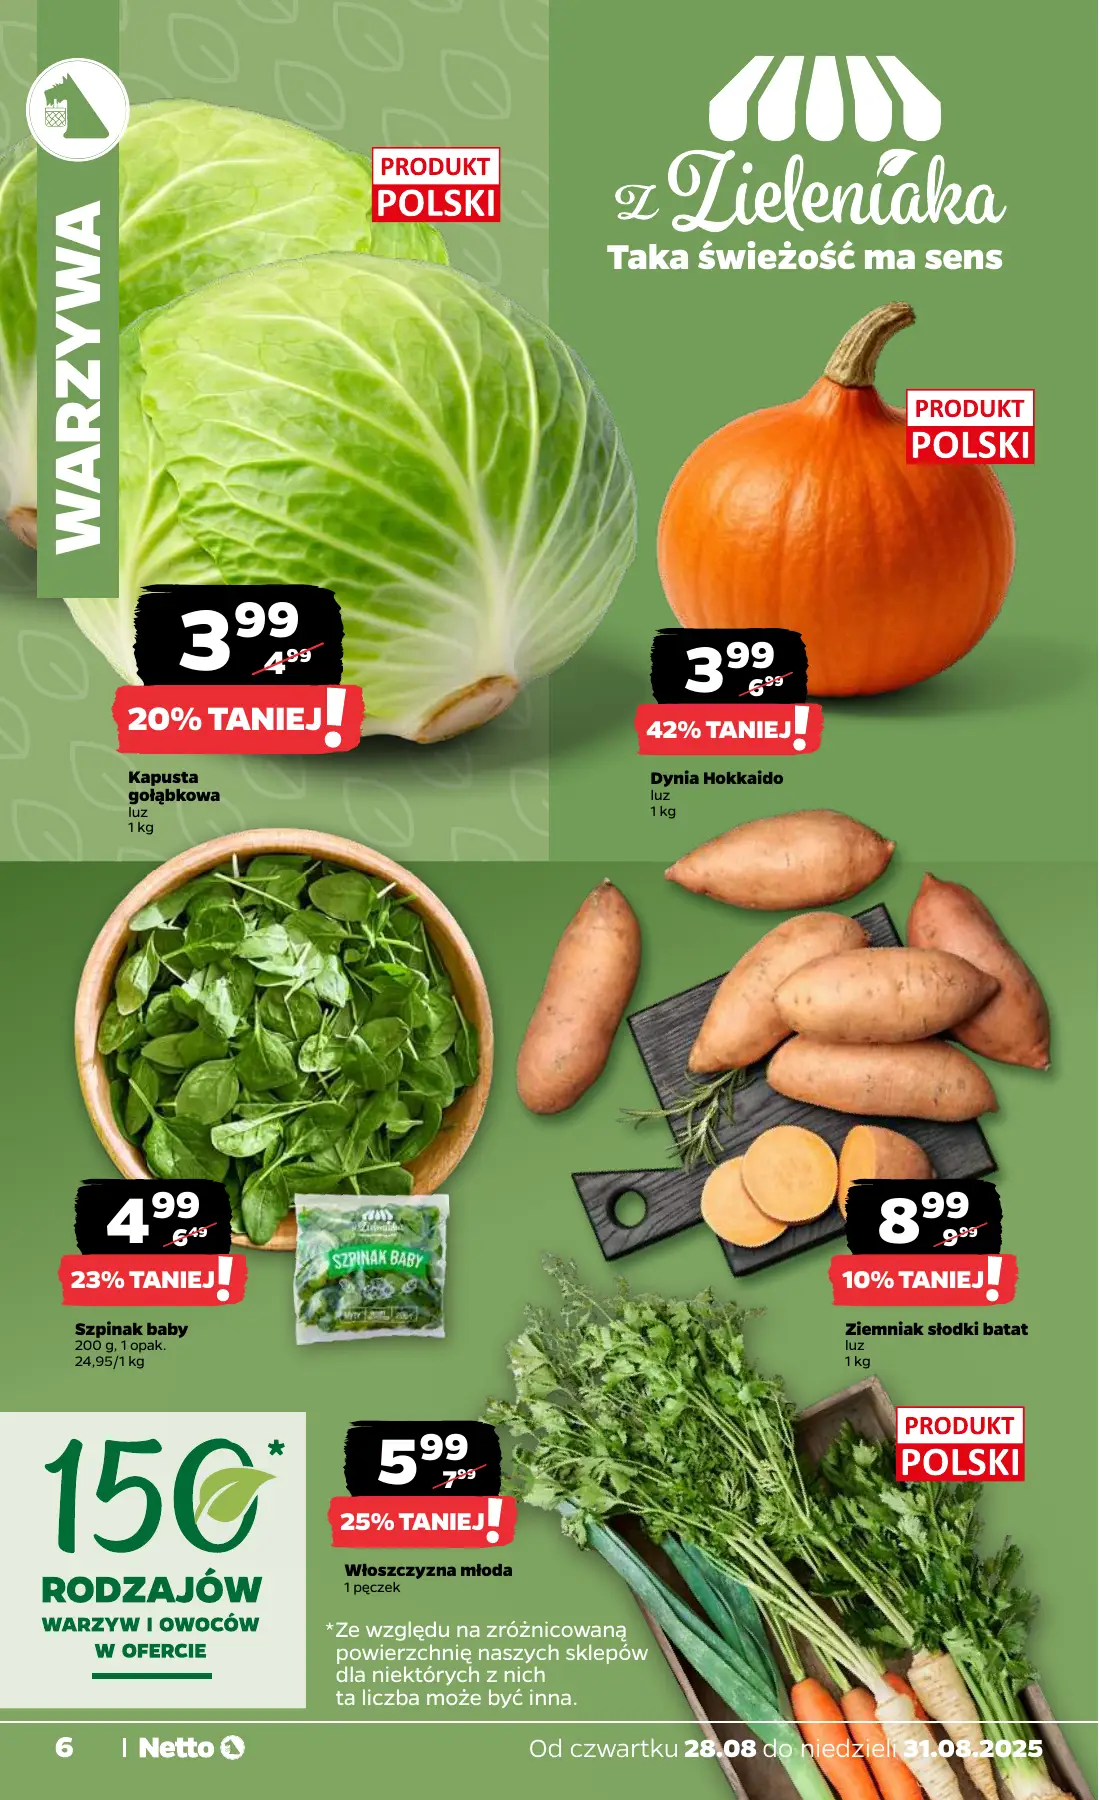 WARZYWA
PRODUKT
POLSKI
Z Zieleniaka
Taka świeżość ma sens
PRODUKT
POLSKI
3 99
4 99
20% TANIEJ!
Kapusta
gołąbkowa
luz
1 kg
3 99
6 99
42% TANIEJ!
Dynia Hokkaido
luz
1 kg
4 99
6 49
23% TANIEJ!
Szpinak baby
200 g, 1 opak.
24,95/1 kg
Z Zieleniaka
SZPINAK BABY
8 99
9 99
10% TANIEJ!
Ziemniak słodki batat
luz
1 kg
PRODUKT
POLSKI
5 99
7 99
25% TANIEJ!
Włoszczyzna młoda
1 pęczek
150*
RODZAJÓW
WARZYW I OWOCÓW
W OFERCIE
*Ze względu na zróżnicowaną
powierzchnię naszych sklepów
dla niektórych z nich
ta liczba może być inna.
6 | Netto
Od czwartku 28.08 do niedzieli 31.08.2025